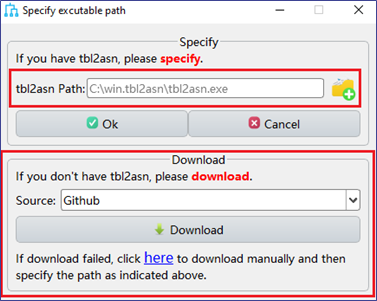 Specify excutable path
Specify
If you have tbl2asn, please specify.
tbl2asn Path: C:\win.tbl2asn\tbl2asn.exe
Ok Cancel
Download
If you don't have tbl2asn, please download.
Source: Github
Download
If download failed, click here to download manually and then
specify the path as indicated above.